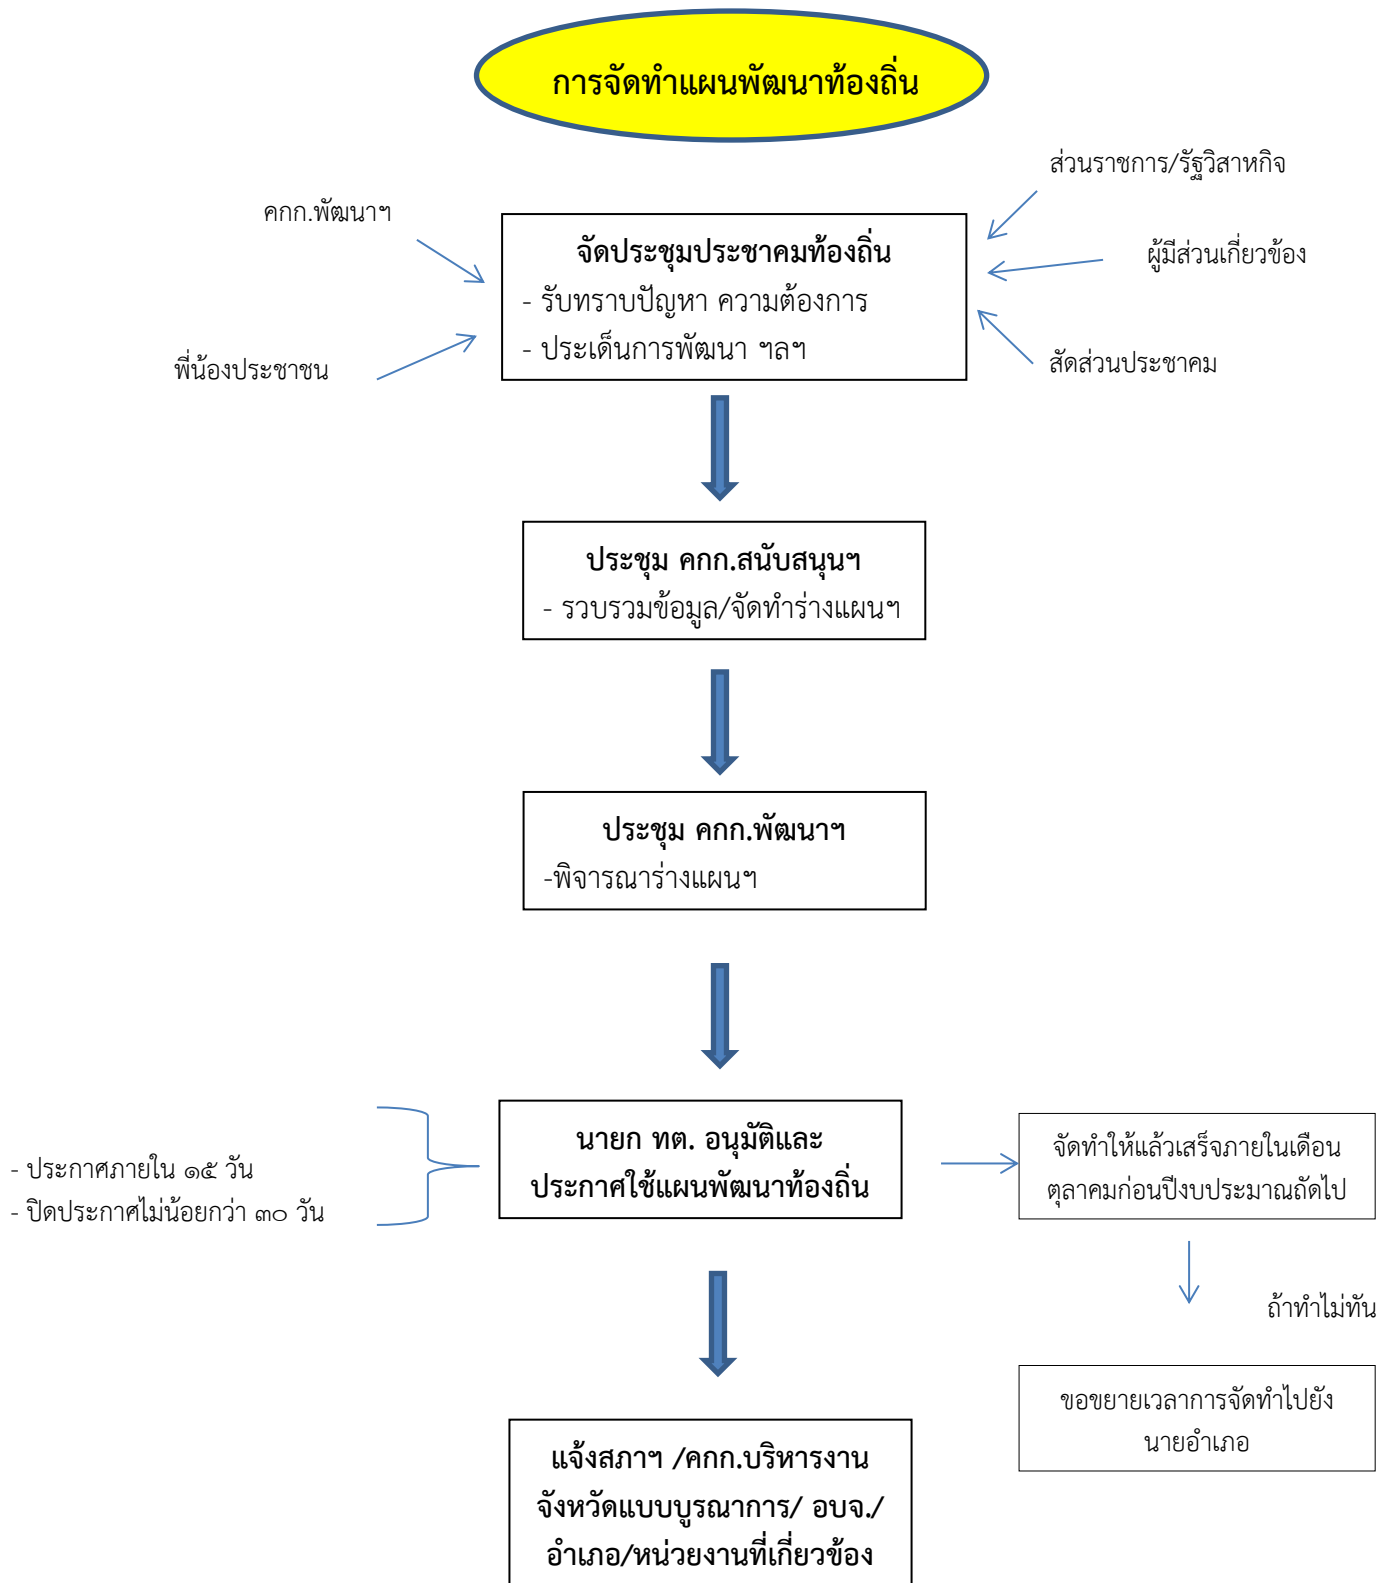 การจัดทำแผนพัฒนาท้องถิ่น
ส่วนราชการ/รัฐวิสาหกิจ
คกก.พัฒนาฯ
จัดประชุมประชาคมท้องถิ่น
ผู้มีส่วนเกี่ยวข้อง
- รับทราบปัญหา ความต้องการ
- ประเด็นการพัฒนา ฯลฯ
พี่น้องประชาชน
สัดส่วนประชาคม
ประชุม คกก.สนับสนุนฯ
- รวบรวมข้อมูล/จัดทำร่างแผนฯ
ประชุม คกก.พัฒนาฯ
-พิจารณาร่างแผนฯ
นายก ทต. อนุมัติและ
ประกาศใช้แผนพัฒนาท้องถิ่น
- ประกาศภายใน ๑๕ วัน
- ปิดประกาศไม่น้อยกว่า ๓๐ วัน
จัดทำให้แล้วเสร็จภายในเดือน
ตุลาคมก่อนปีงบประมาณถัดไป
ถ้าทำไม่ทัน
ขอขยายเวลาการจัดทำไปยัง
นายอำเภอ
แจ้งสภาฯ /คกก.บริหารงาน
จังหวัดแบบบูรณาการ/ อบจ./
อำเภอ/หน่วยงานที่เกี่ยวข้อง